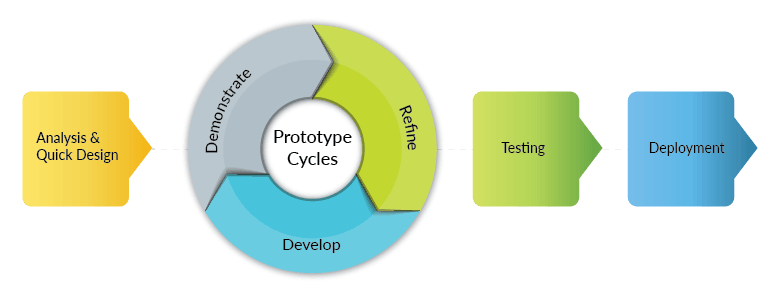 Analysis &
Quick Design
Demonstrate
Refine
Prototype
Cycles
Develop
Testing
Deployment